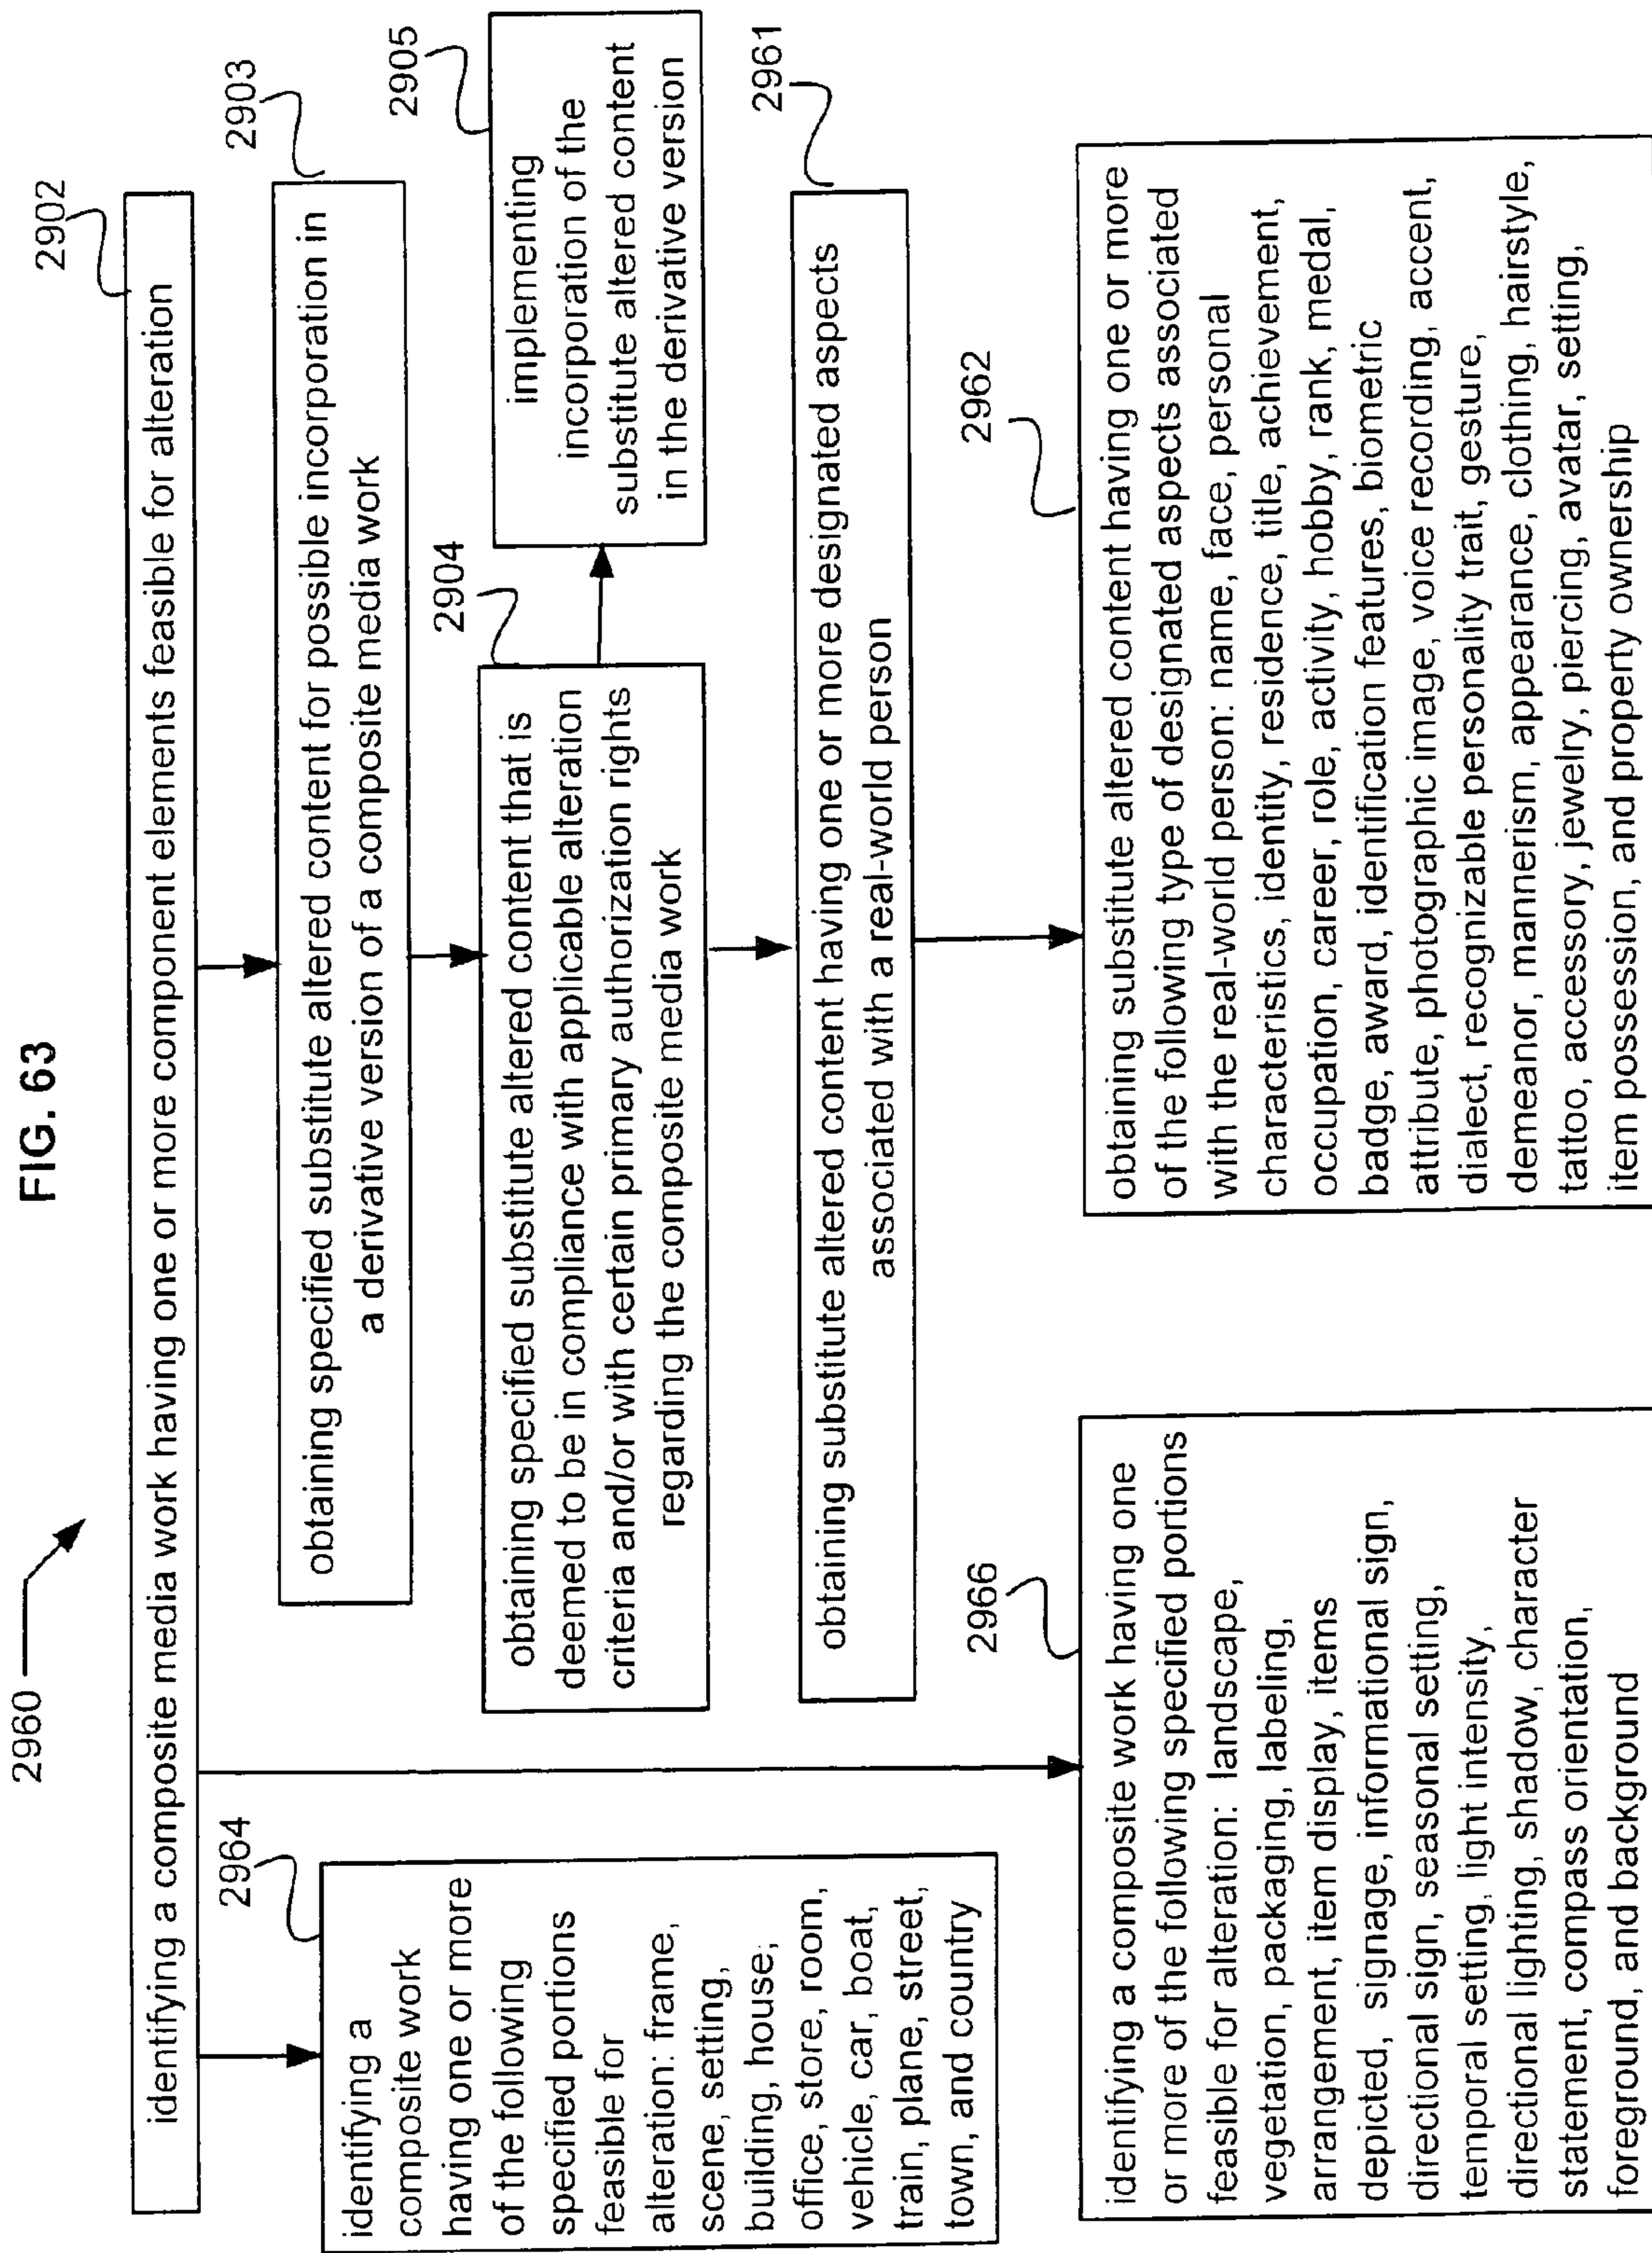 FIG. 63
2960
2902
identifying a composite media work having one or more component elements feasible for alteration
2903
obtaining specified substitute altered content for possible incorporation in
a derivative version of a composite media work
2904
obtaining specified substitute altered content that is
deemed to be in compliance with applicable alteration
criteria and/or with certain primary authorization rights
regarding the composite media work
2905
implementing
incorporation of the
substitute altered content
in the derivative version
2961
obtaining substitute altered content having one or more designated aspects
associated with a real-world person
2964
identifying a
composite work
having one or more
of the following
specified portions
feasible for
alteration: frame,
scene, setting,
building, house,
office, store, room,
vehicle, car, boat,
train, plane, street,
town, and country
2966
identifying a composite work having one
or more of the following specified portions
feasible for alteration: landscape,
vegetation, packaging, labeling,
arrangement, item display, items
depicted, signage, informational sign,
directional sign, seasonal setting,
temporal setting, light intensity,
directional lighting, shadow, character
statement, compass orientation,
foreground, and background
2962
obtaining substitute altered content having one or more
of the following type of designated aspects associated
with the real-world person: name, face, personal
characteristics, identity, residence, title, achievement,
occupation, career, role, activity, hobby, rank, medal,
badge, award, identification features, biometric
attribute, photographic image, voice recording, accent,
dialect, recognizable personality trait, gesture,
demeanor, mannerism, appearance, clothing, hairstyle,
tattoo, accessory, jewelry, piercing, avatar, setting,
item possession, and property ownership